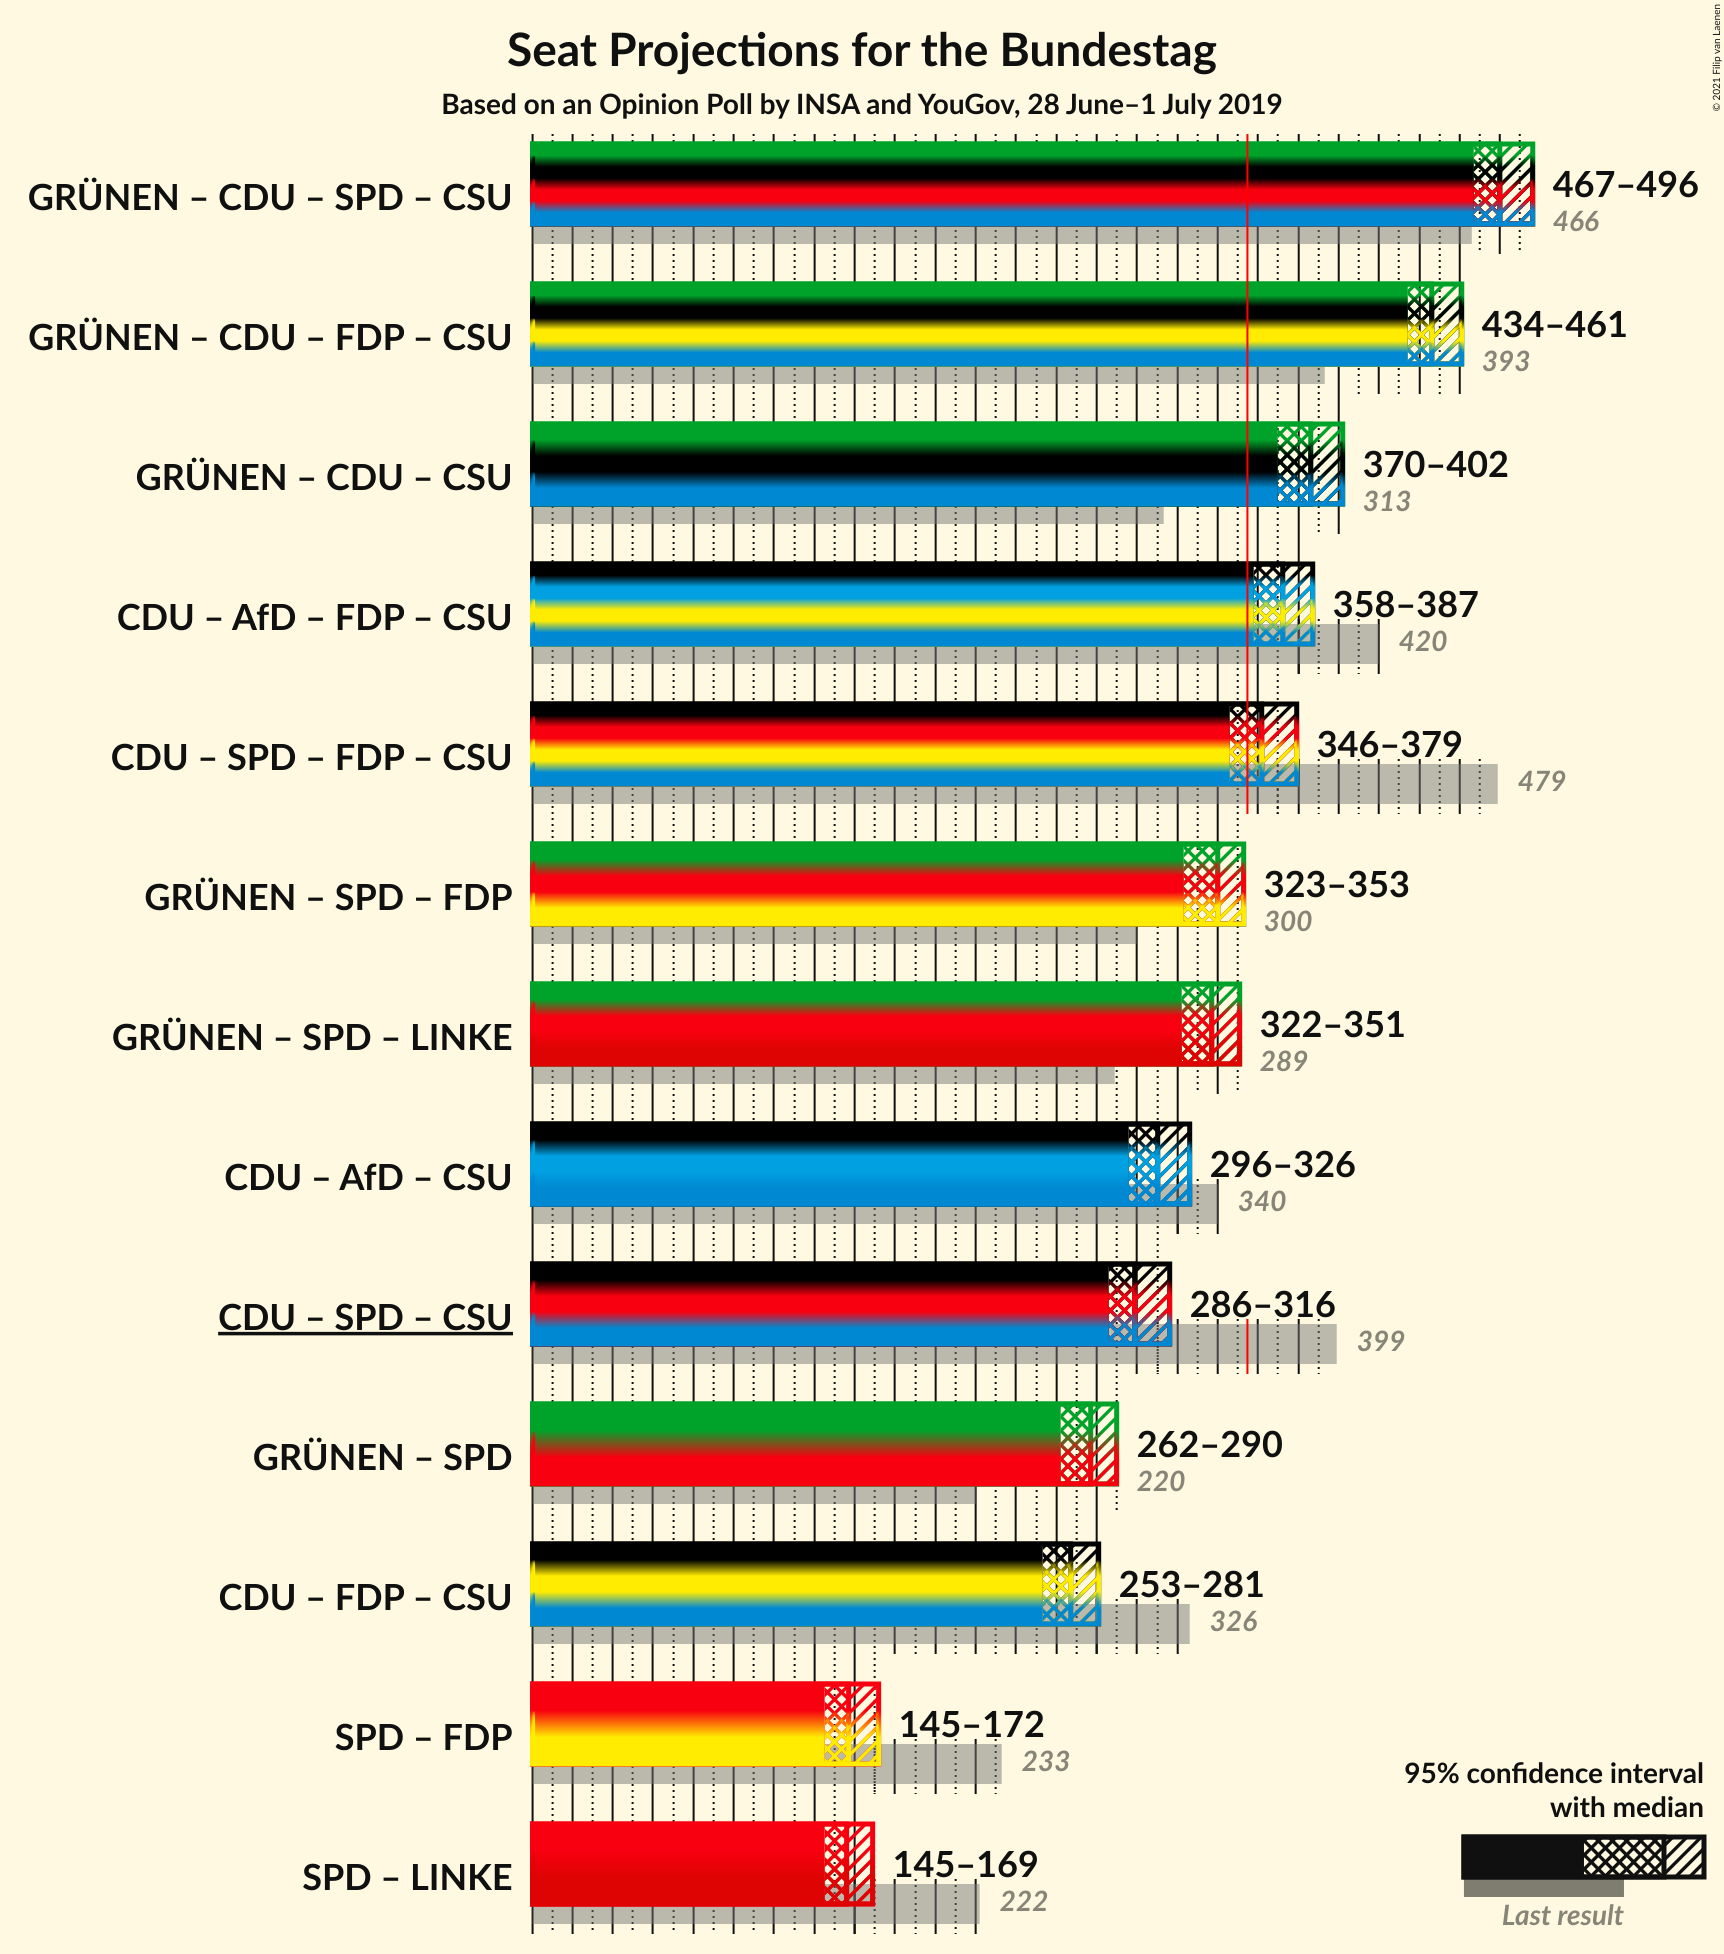 Seat Projections for the Bundestag
Based on an Opinion Poll by INSA and YouGov, 28 June–1 July 2019
© 2021 Filip van Laenen
GRÜNEN – CDU – SPD – CSU
467–496
466
GRÜNEN – CDU – FDP – CSU
434–461
393
GRÜNEN – CDU – CSU
370–402
313
CDU – AfD – FDP – CSU
358–387
420
CDU – SPD – FDP – CSU
346–379
479
GRÜNEN – SPD – FDP
323–353
300
GRÜNEN – SPD – LINKE
322–351
289
CDU – AfD – CSU
296–326
340
CDU – SPD – CSU
286–316
399
GRÜNEN – SPD
262–290
220
CDU – FDP – CSU
253–281
326
SPD – FDP
145–172
233
SPD – LINKE
145–169
222
95% confidence interval
with median
Last result